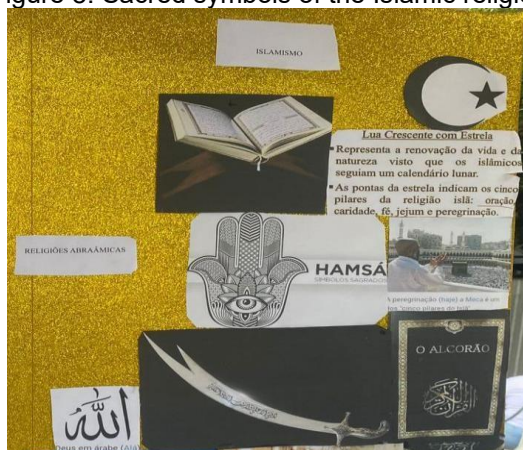 Figure 3: Sacred symbols of the Islamic religion
ISLAMISMO
Lua Crescente com Estrela
Representa a renovação da vida e da
natureza visto que os islâmicos
seguiam um calendário lunar.
As pontas da estrela indicam os cinco
pilares da religião islã: oração,
caridade, fé, jejum e peregrinação.
RELIGIÕES ABRAÂMICAS
HAMSÁ
SÍMBOLOS SAGRADOS
A peregrinação (hajj) a Meca é um
dos "cinco pilares do Islã"
O ALCORÃO
الله
Deus em árabe (Alá)